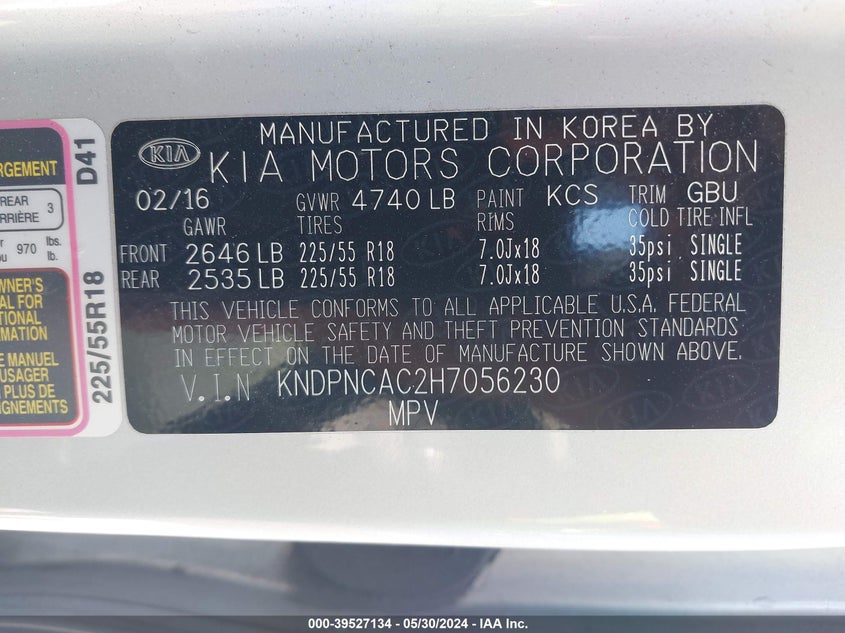 RGEMENT
D41
REAR
RRIÈRE 3
970 lbs.
lb.
WNER'S
AL FOR
TIONAL
RMATION
LE MANUEL
USAGER
PLUS DE
GNEMENTS
225/55R18
KIA
MANUFACTURED IN KOREA BY
KIA MOTORS CORPORATION
02/16 GVWR 4740 LB PAINT KCS TRIM GBU
GAWR TIRES RIMS COLD TIRE INFL
FRONT 2646 LB 225/55 R18 7.0Jx18 35psi SINGLE
REAR 2535 LB 225/55 R18 7.0Jx18 35psi SINGLE
THIS VEHICLE CONFORMS TO ALL APPLICABLE U.S.A. FEDERAL
MOTOR VEHICLE SAFETY AND THEFT PREVENTION STANDARDS
IN EFFECT ON THE DATE OF MANUFACTURE SHOWN ABOVE.
V.I.N KNDPNCAC2H7056230
MPV
000-39527134 — 05/30/2024 — IAA Inc.